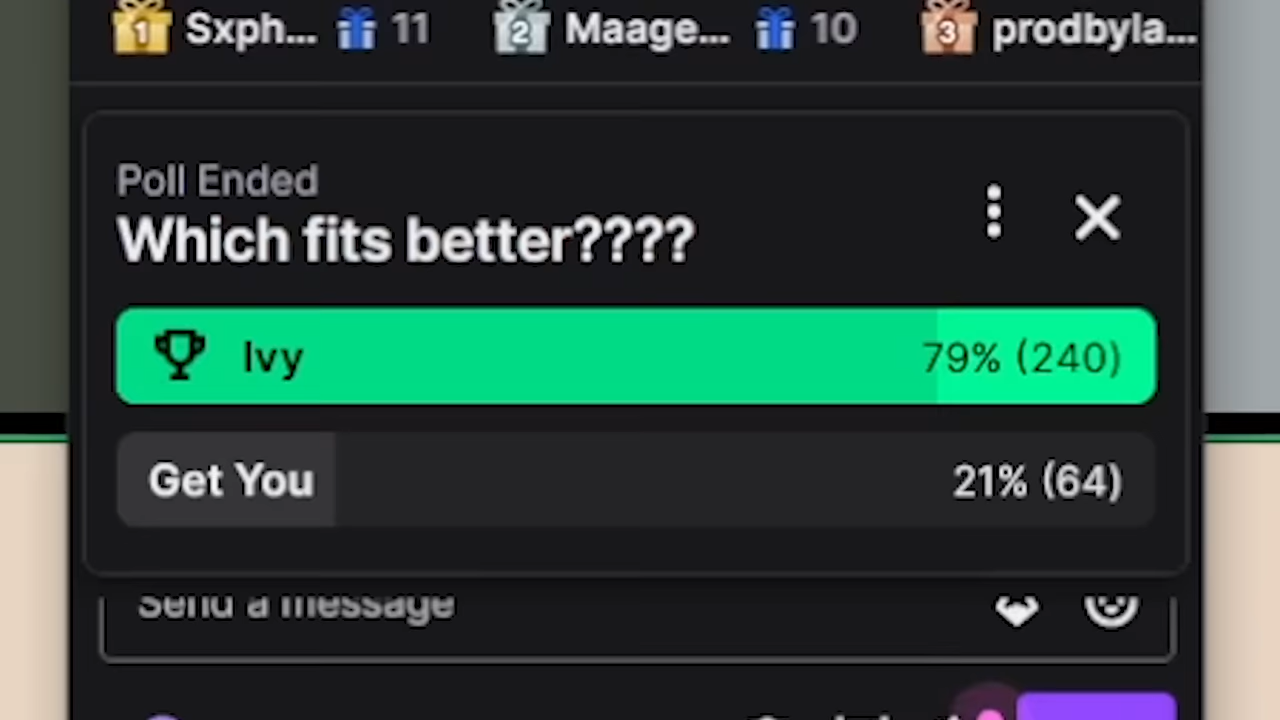 1 Sxph... 11 2 Maage... 10 3 prodbyla...
Poll Ended
Which fits better????
Ivy 79% (240)
Get You 21% (64)
Send a message